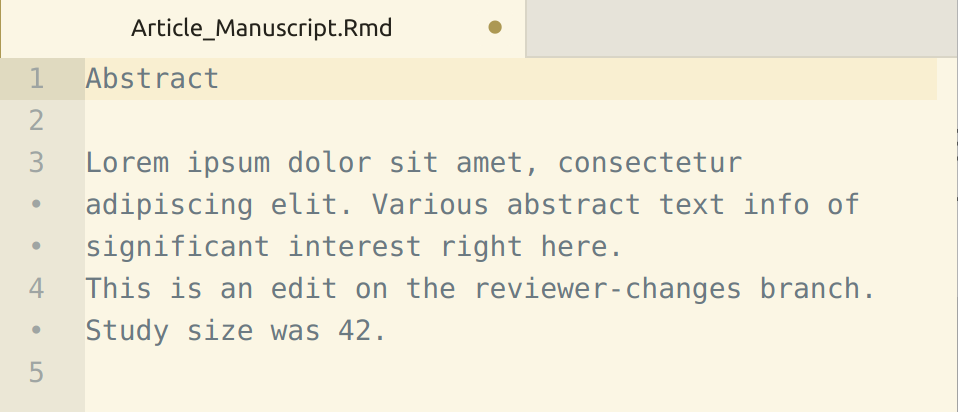 Article_Manuscript.Rmd
1 Abstract
2
3 Lorem ipsum dolor sit amet, consectetur
• adipiscing elit. Various abstract text info of
• significant interest right here.
4 This is an edit on the reviewer-changes branch.
• Study size was 42.
5